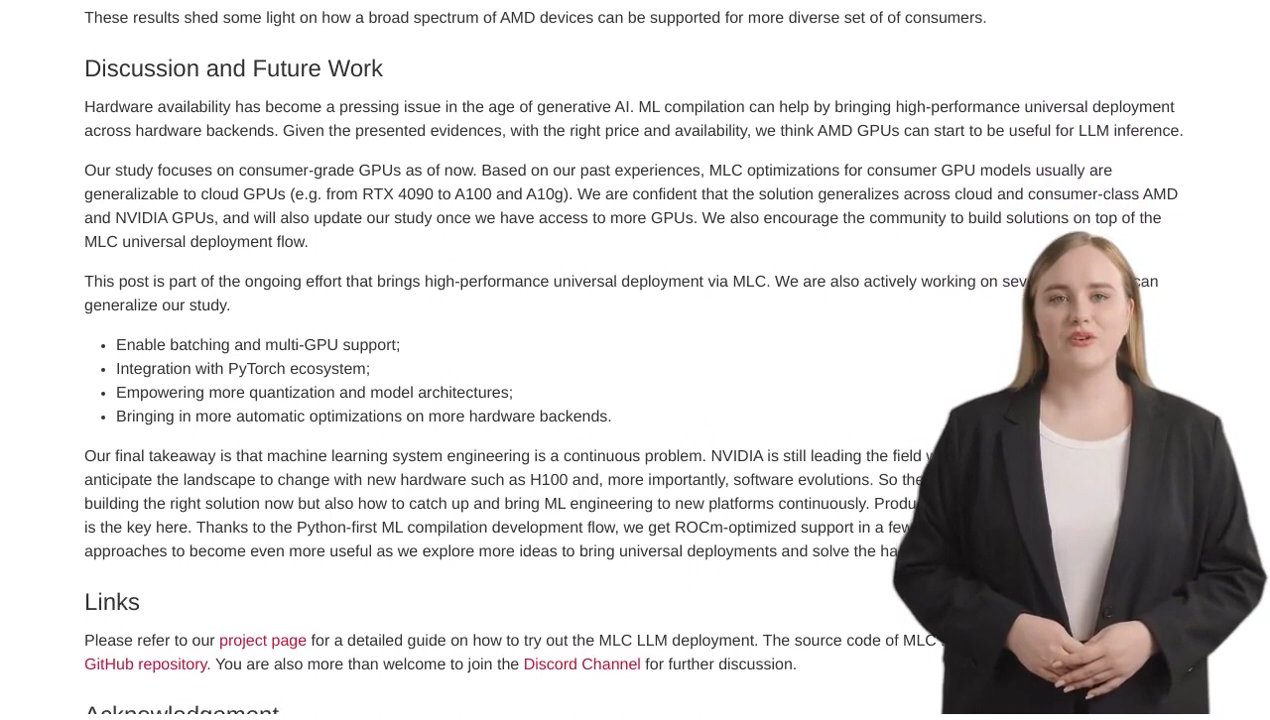 These results shed some light on how a broad spectrum of AMD devices can be supported for more diverse set of of consumers.
Discussion and Future Work
Hardware availability has become a pressing issue in the age of generative AI. ML compilation can help by bringing high-performance universal deployment
across hardware backends. Given the presented evidences, with the right price and availability, we think AMD GPUs can start to be useful for LLM inference.
Our study focuses on consumer-grade GPUs as of now. Based on our past experiences, MLC optimizations for consumer GPU models usually are
generalizable to cloud GPUs (e.g. from RTX 4090 to A100 and A10g). We are confident that the solution generalizes across cloud and consumer-class AMD
and NVIDIA GPUs, and will also update our study once we have access to more GPUs. We also encourage the community to build solutions on top of the
MLC universal deployment flow.
This post is part of the ongoing effort that brings high-performance universal deployment via MLC. We are also actively working on can
generalize our study.
• Enable batching and multi-GPU support;
• Integration with PyTorch ecosystem;
• Empowering more quantization and model architectures;
• Bringing in more automatic optimizations on more hardware backends.
Our final takeaway is that machine learning system engineering is a continuous problem. NVIDIA is still leading the field
anticipate the landscape to change with new hardware such as H100 and, more importantly, software evolutions. So the
building the right solution now but also how to catch up and bring ML engineering to new platforms continuously.
is the key here. Thanks to the Python-first ML compilation development flow, we get ROCm-optimized support in a few
approaches to become even more useful as we explore more ideas to bring universal deployments and solve the
Links
Please refer to our project page for a detailed guide on how to try out the MLC LLM deployment. The source code of MLC
GitHub repository. You are also more than welcome to join the Discord Channel for further discussion.
Acknowledgement